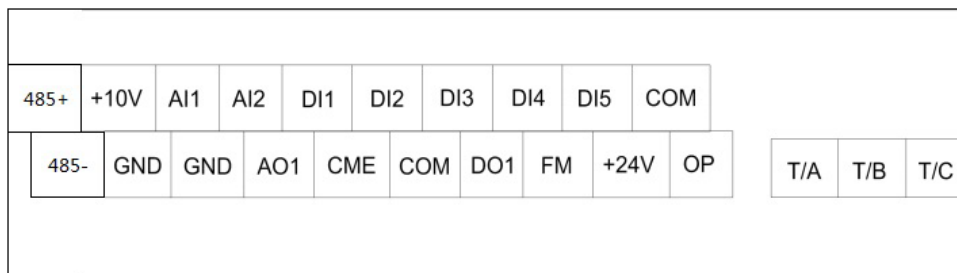 485+ +10V AI1 AI2 DI1 DI2 DI3 DI4 DI5 COM
485- GND GND AO1 CME COM DO1 FM +24V OP T/A T/B T/C